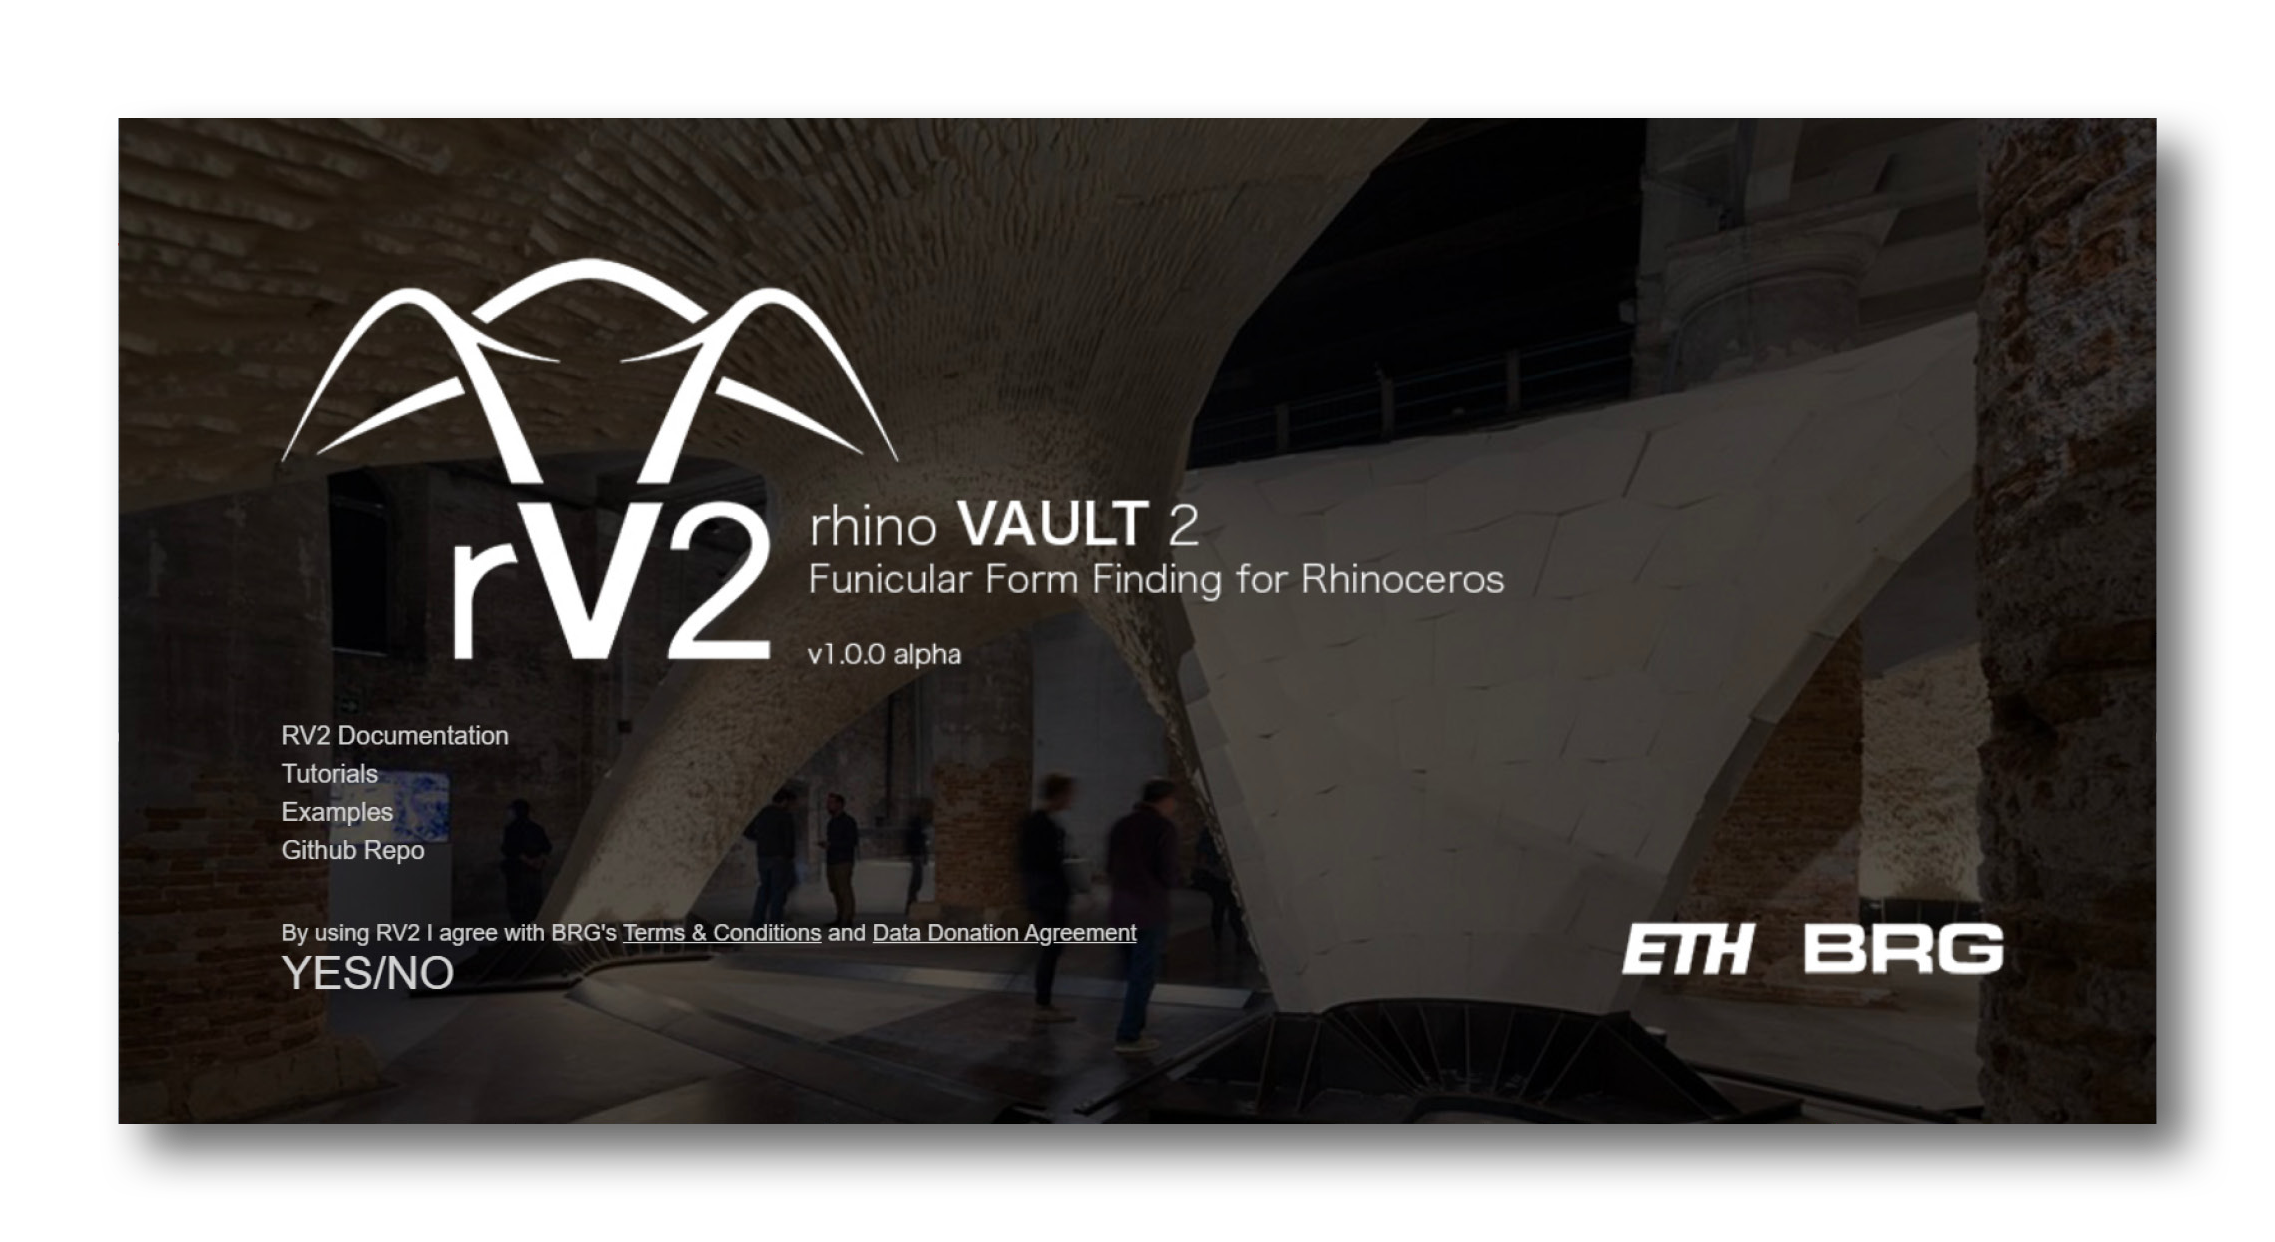 rV2
rhino VAULT 2
Funicular Form Finding for Rhinoceros
v1.0.0 alpha
RV2 Documentation
Tutorials
Examples
Github Repo
By using RV2 I agree with BRG's Terms & Conditions and Data Donation Agreement
YES/NO
ETH BRG